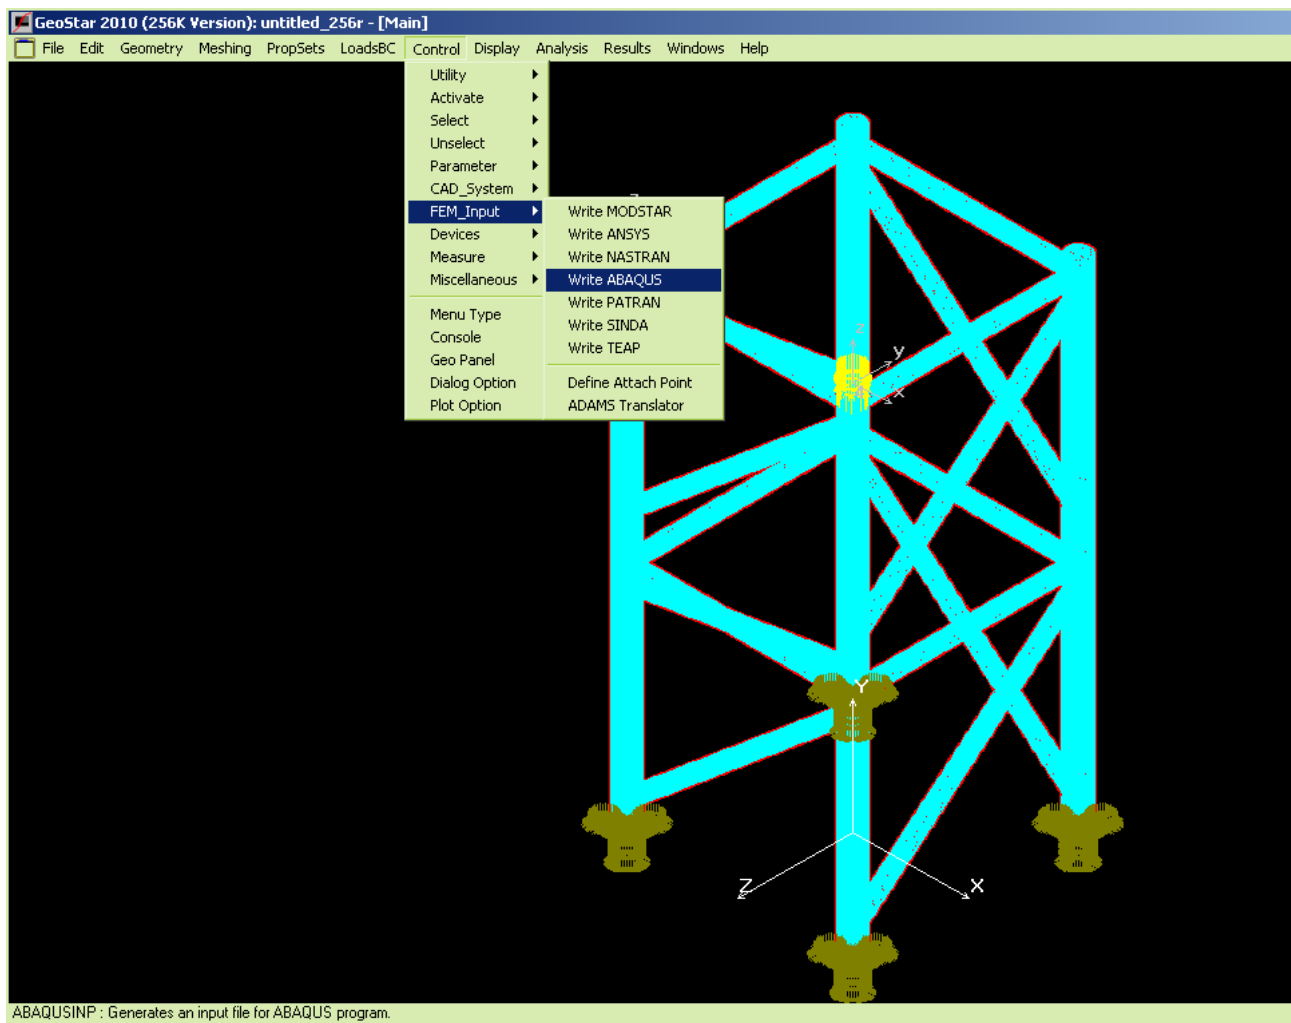 GeoStar 2010 (256K Version): untitled_256r - [Main]
File Edit Geometry Meshing PropSets LoadsBC Control Display Analysis Results Windows Help
Utility
Activate
Select
Unselect
Parameter
CAD_System
FEM_Input
Devices
Measure
Miscellaneous
Menu Type
Console
Geo Panel
Dialog Option
Plot Option
Write MODSTAR
Write ANSYS
Write NASTRAN
Write ABAQUS
Write PATRAN
Write SINDA
Write TEAP
Define Attach Point
ADAMS Translator
z
y
x
Y
Z
X
ABAQUSINP : Generates an input file for ABAQUS program.